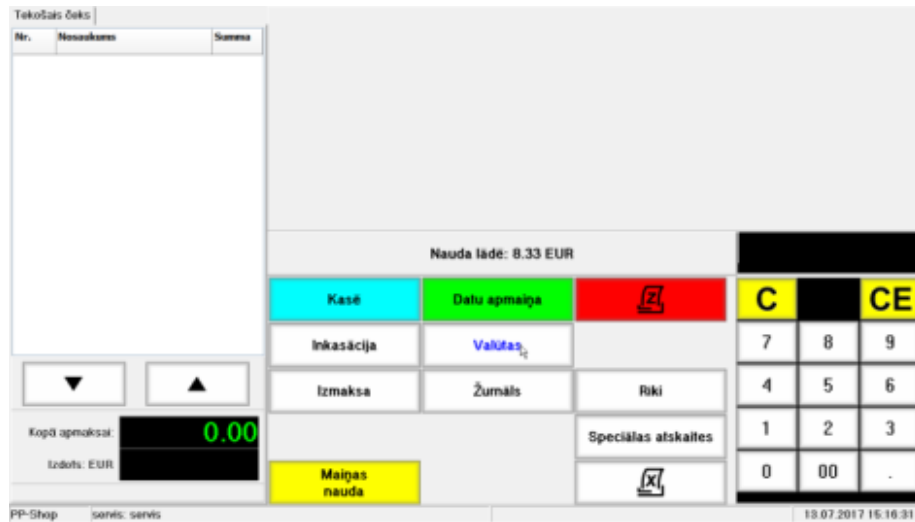 Tekošais čeks
Nr. Nosaukums Summa
Nauda lādē: 8.33 EUR
Kasē Datu apmaiņa Z C CE
Inkasācija Valūtas 7 8 9
Izmaksa Žurnāls Rīki 4 5 6
Kopā apmaksai: 0.00 Speciālas atskaites 1 2 3
Izdots: EUR Maiņas nauda X 0 00 .
PP-Shop servis: servis 13.07.2017 15:16:31